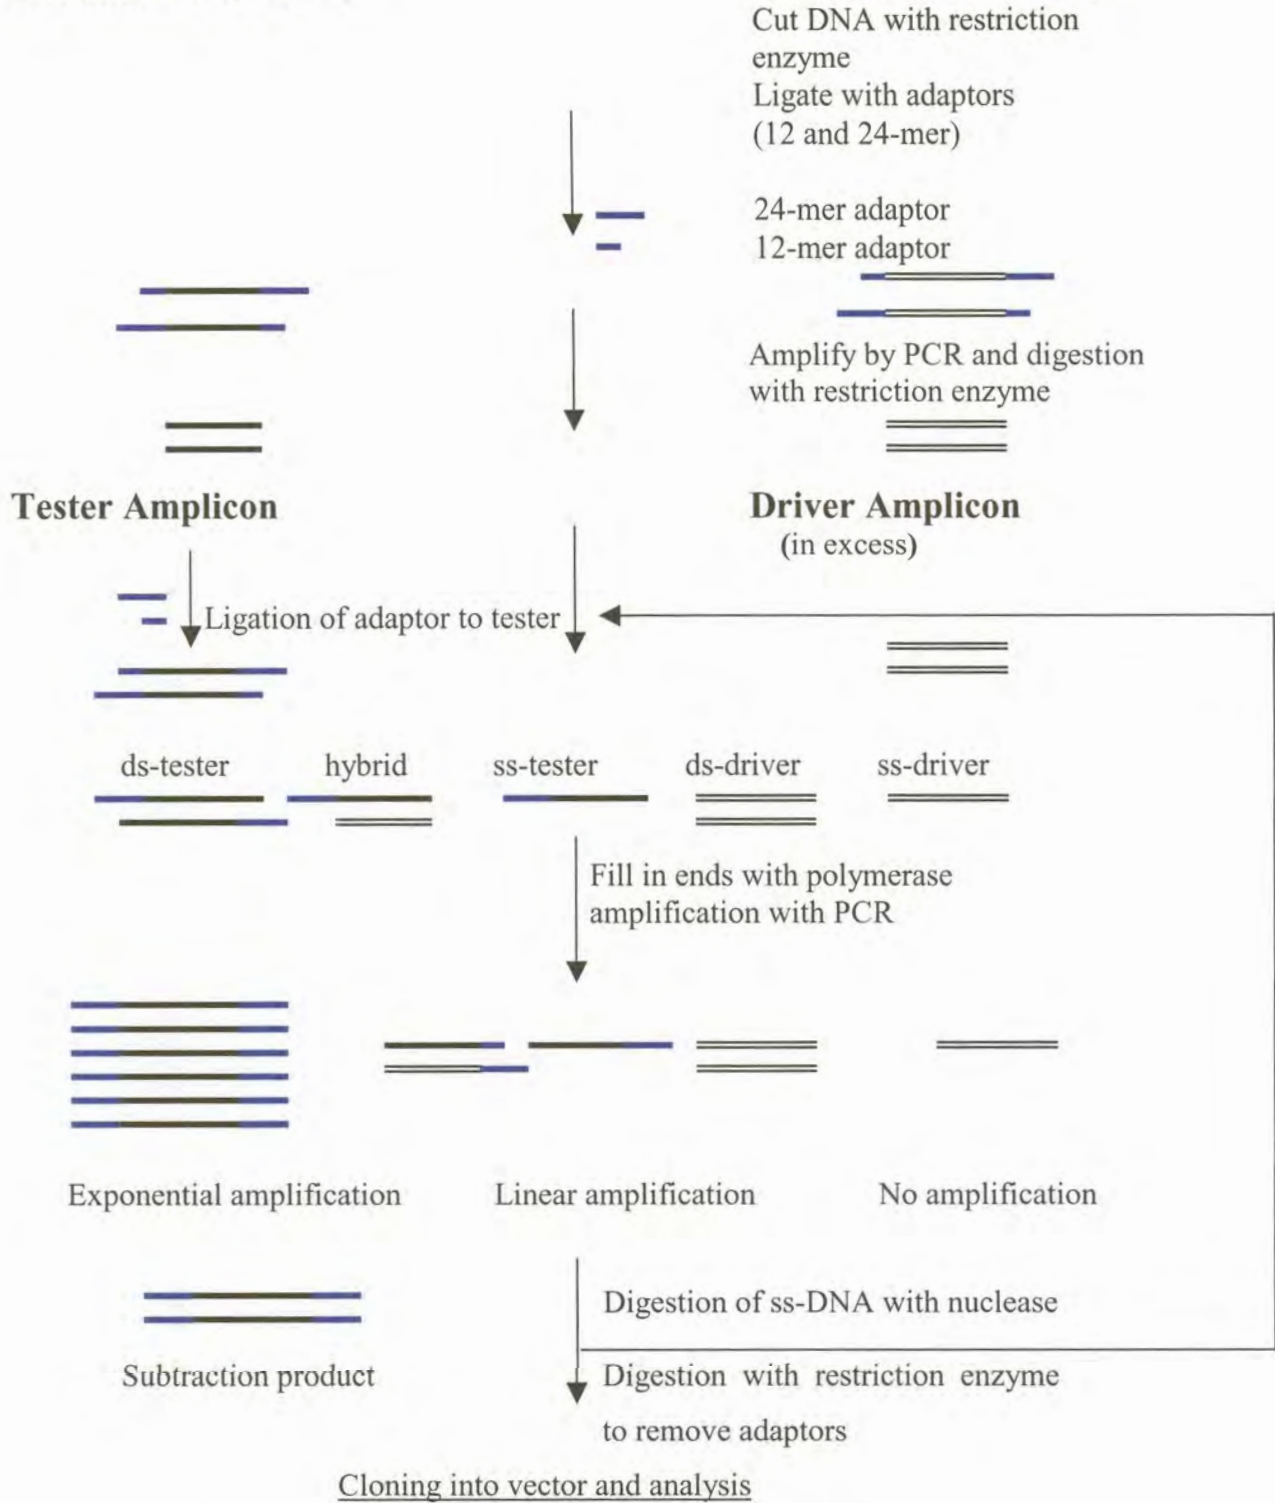 Cut DNA with restriction
enzyme
Ligate with adaptors
(12 and 24-mer)
24-mer adaptor
12-mer adaptor
Amplify by PCR and digestion
with restriction enzyme
Tester Amplicon
Driver Amplicon
(in excess)
Ligation of adaptor to tester
ds-tester
hybrid
ss-tester
ds-driver
ss-driver
Fill in ends with polymerase
amplification with PCR
Exponential amplification
Linear amplification
No amplification
Digestion of ss-DNA with nuclease
Subtraction product
Digestion with restriction enzyme
to remove adaptors
Cloning into vector and analysis